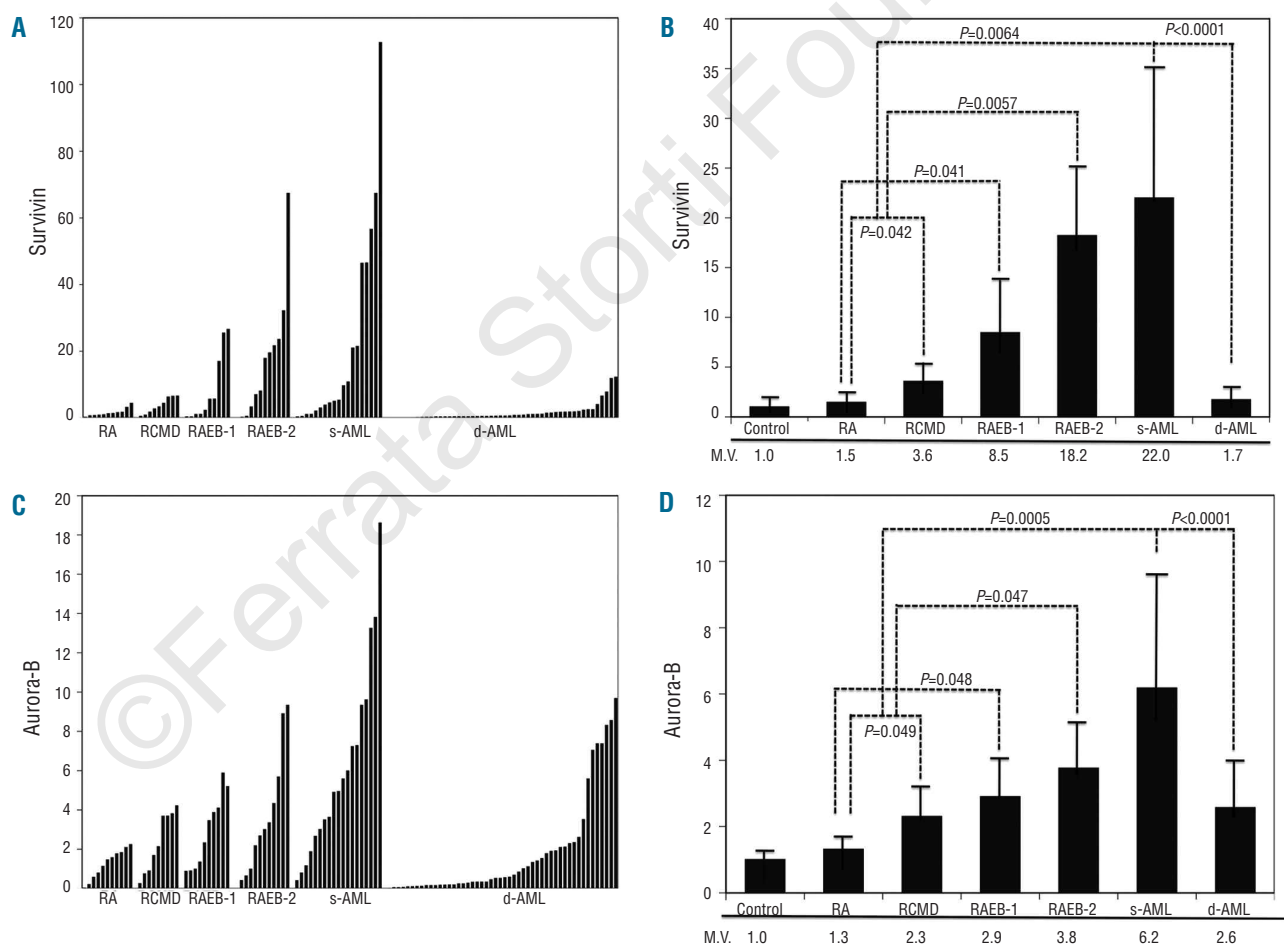 A
120
100
80
60
40
20
0
Survivin
RA RCMD RAEB-1 RAEB-2 s-AML d-AML
B
40
35
30
25
20
15
10
5
0
Survivin
P=0.0064 P<0.0001
P=0.0057
P=0.041
P=0.042
Control RA RCMD RAEB-1 RAEB-2 s-AML d-AML
M.V. 1.0 1.5 3.6 8.5 18.2 22.0 1.7
C
20
18
16
14
12
10
8
6
4
2
0
Aurora-B
RA RCMD RAEB-1 RAEB-2 s-AML d-AML
D
12
10
8
6
4
2
0
Aurora-B
P=0.0005 P<0.0001
P=0.047
P=0.048
P=0.049
Control RA RCMD RAEB-1 RAEB-2 s-AML d-AML
M.V. 1.0 1.3 2.3 2.9 3.8 6.2 2.6
©Ferrata Storti Fou